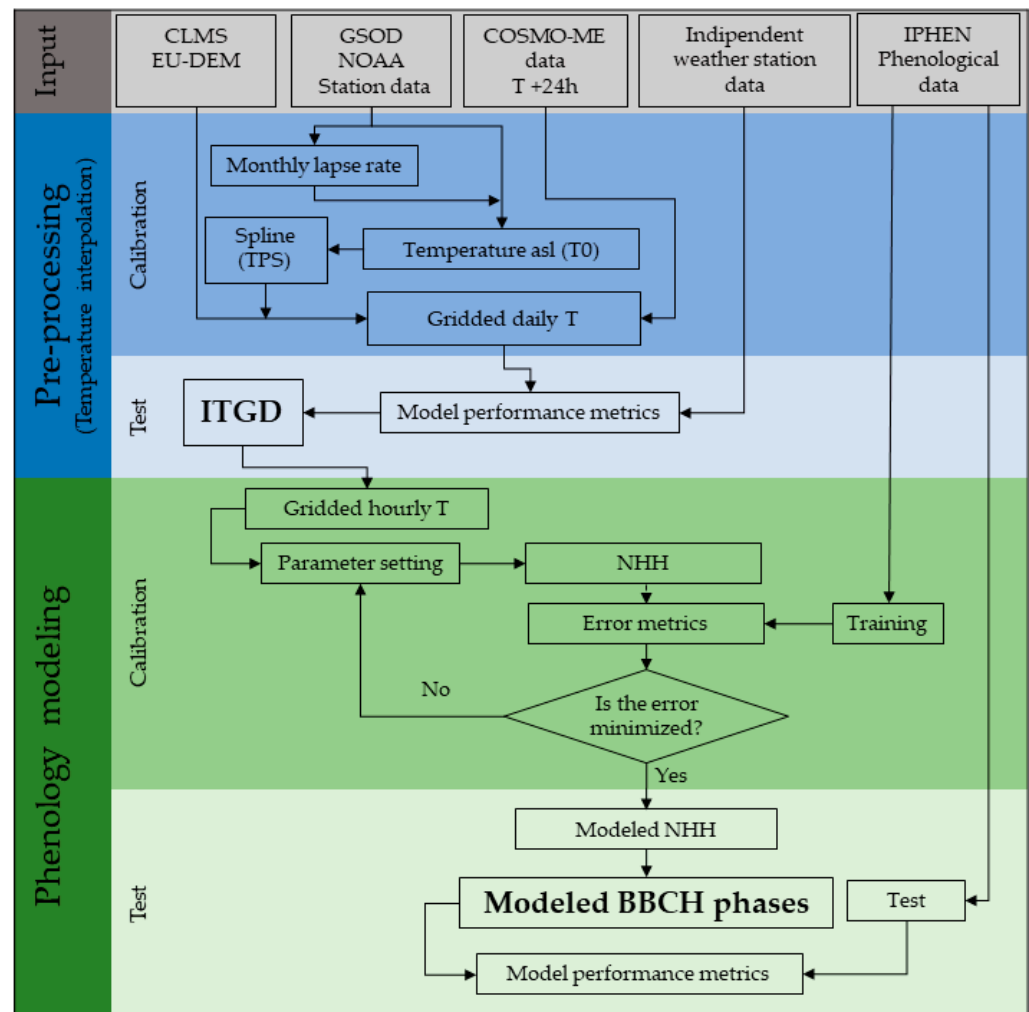 Input
CLMS
EU-DEM
GSOD
NOAA
Station data
COSMO-ME
data
T +24h
Indipendent
weather station
data
IPHEN
Phenological
data
Pre-processing
(Temperature interpolation)
Calibration
Monthly lapse rate
Spline
(TPS)
Temperature asl (T0)
Gridded daily T
Test
ITGD
Model performance metrics
Phenology modeling
Calibration
Gridded hourly T
Parameter setting
NHH
Error metrics
Training
No
Is the error
minimized?
Yes
Test
Modeled NHH
Modeled BBCH phases
Test
Model performance metrics